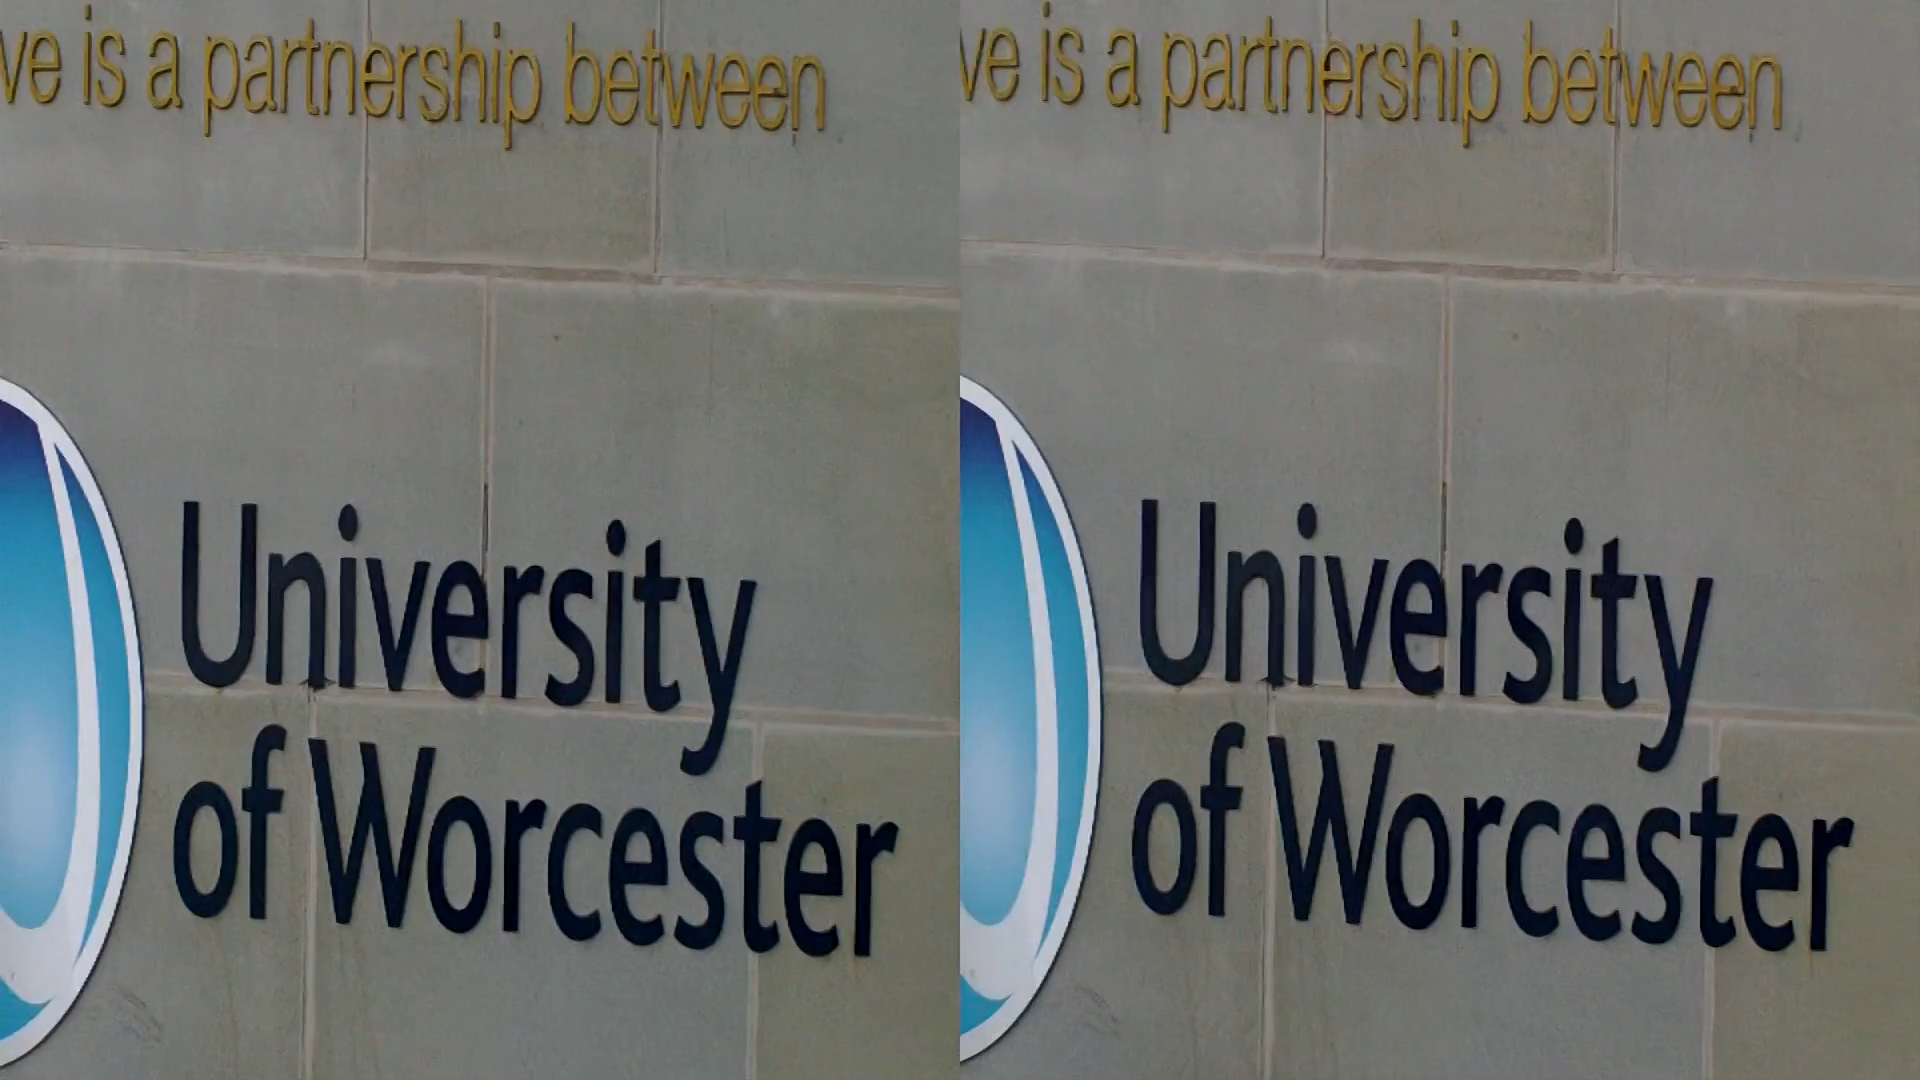 ve is a partnership between
University
of Worcester
ve is a partnership between
University
of Worcester